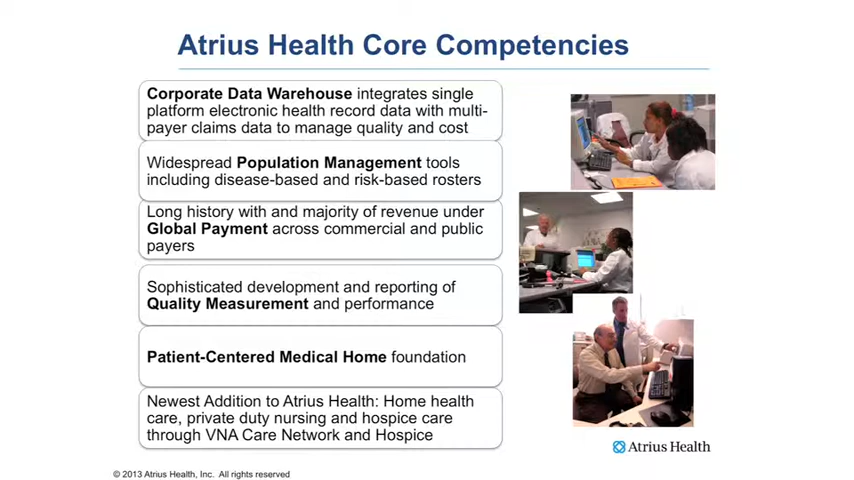 Atrius Health Core Competencies
Corporate Data Warehouse integrates single
platform electronic health record data with multi-
payer claims data to manage quality and cost
Widespread Population Management tools
including disease-based and risk-based rosters
Long history with and majority of revenue under
Global Payment across commercial and public
payers
Sophisticated development and reporting of
Quality Measurement and performance
Patient-Centered Medical Home foundation
Newest Addition to Atrius Health: Home health
care, private duty nursing and hospice care
through VNA Care Network and Hospice
Atrius Health
© 2013 Atrius Health, Inc. All rights reserved